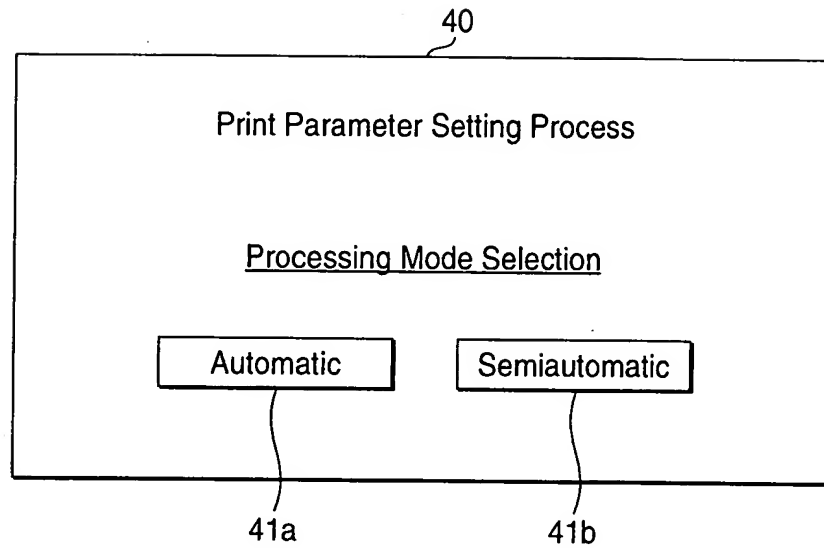 40
Print Parameter Setting Process
Processing Mode Selection
Automatic Semiautomatic
41a 41b